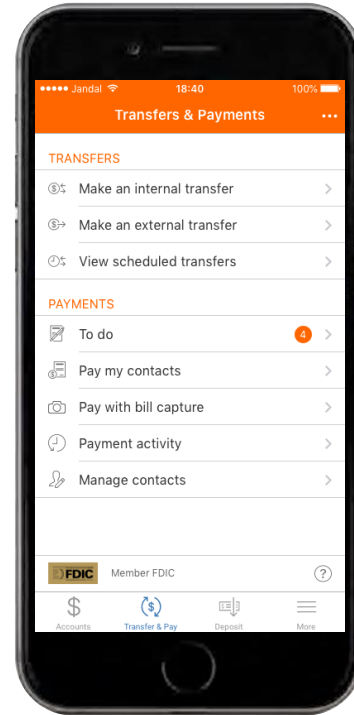 Jandal 18:40 100%
Transfers & Payments
TRANSFERS
Make an internal transfer
Make an external transfer
View scheduled transfers
PAYMENTS
To do 4
Pay my contacts
Pay with bill capture
Payment activity
Manage contacts
FDIC Member FDIC ?
Accounts Transfer & Pay Deposit More